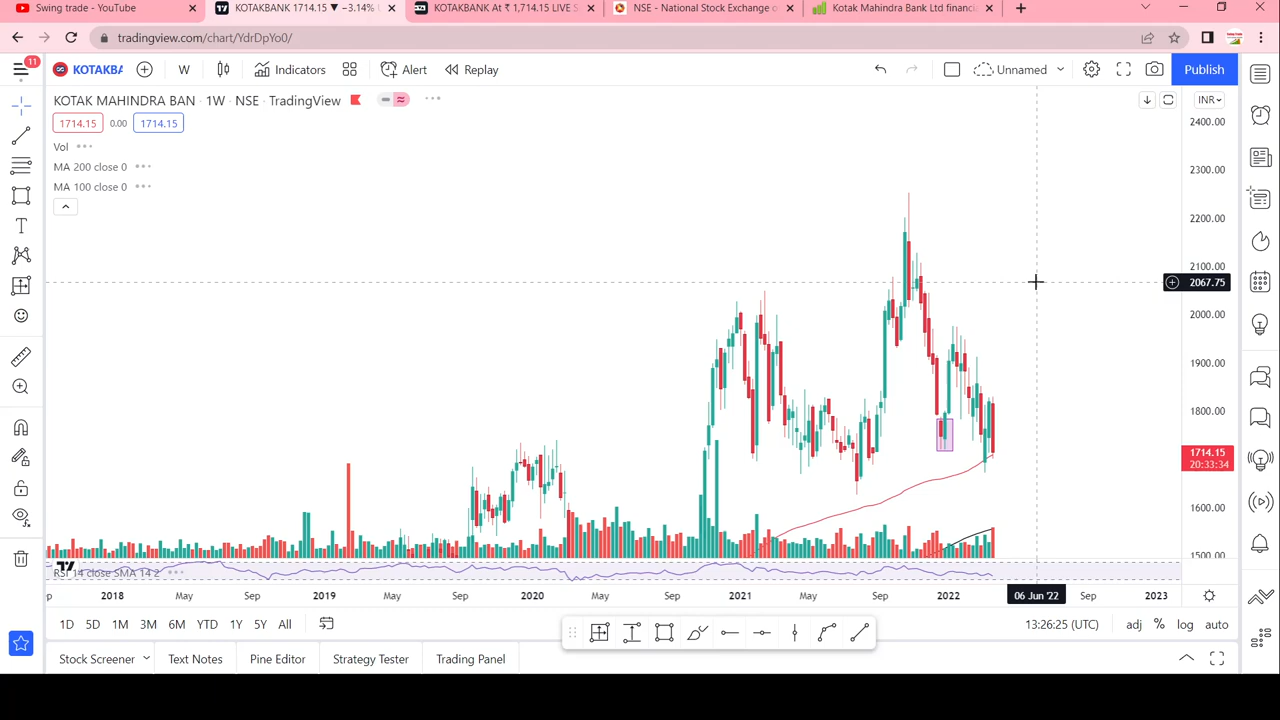 Swing trade - YouTube
KOTAKBANK 1714.15 ▼ −3.14%
KOTAKBANK At ₹ 1,714.15 LIVE S
NSE - National Stock Exchange o
Kotak Mahindra Bank Ltd financi
tradingview.com/chart/YdrDpYo0/
11
KOTAKBA
W
Indicators
Alert
Replay
Unnamed
Publish
KOTAK MAHINDRA BAN · 1W · NSE · TradingView
INR
1714.15 0.00 1714.15
Vol
MA 200 close 0
MA 100 close 0
2400.00
2300.00
2200.00
2100.00
2067.75
2000.00
1900.00
1800.00
1714.15
20:33:34
1600.00
1500.00
RSI 14 close SMA 14 2
2018 May Sep 2019 May Sep 2020 May Sep 2021 May Sep 2022 06 Jun '22 Sep 2023
1D 5D 1M 3M 6M YTD 1Y 5Y All
13:26:25 (UTC) adj % log auto
Stock Screener Text Notes Pine Editor Strategy Tester Trading Panel